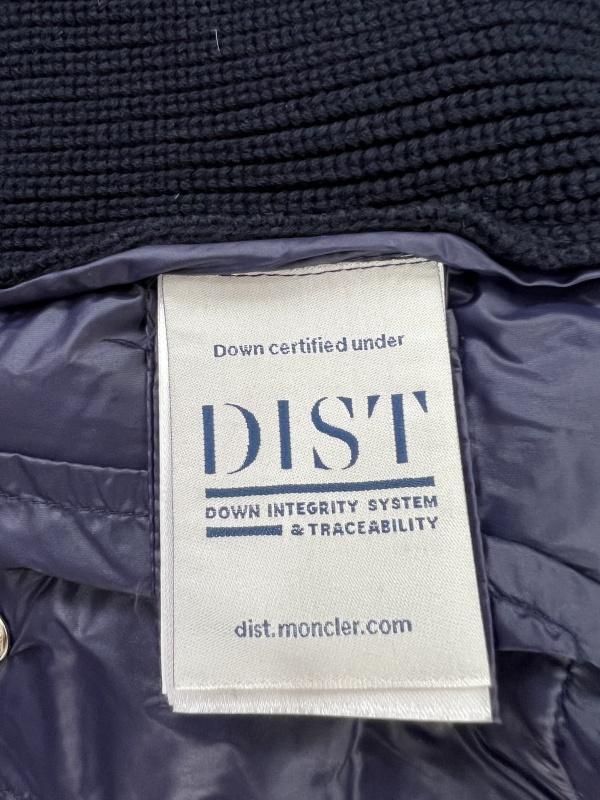 Down certified under
DIST
DOWN INTEGRITY SYSTEM
& TRACEABILITY
dist.moncler.com